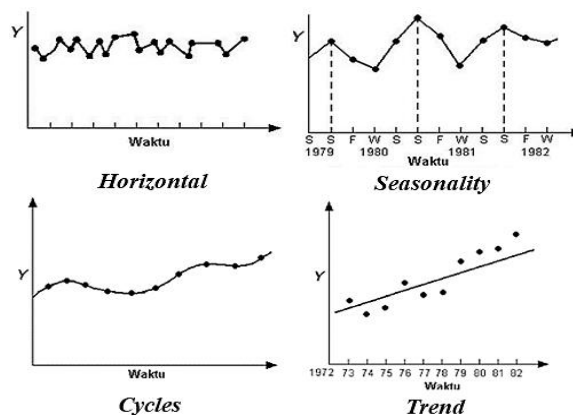 Y
Waktu
Horizontal
Y
S S F W S S F W S S F W
1979 1980 1981 1982
Waktu
Seasonality
Y
Waktu
Cycles
Y
1972 73 74 75 76 77 78 79 80 81 82
Waktu
Trend